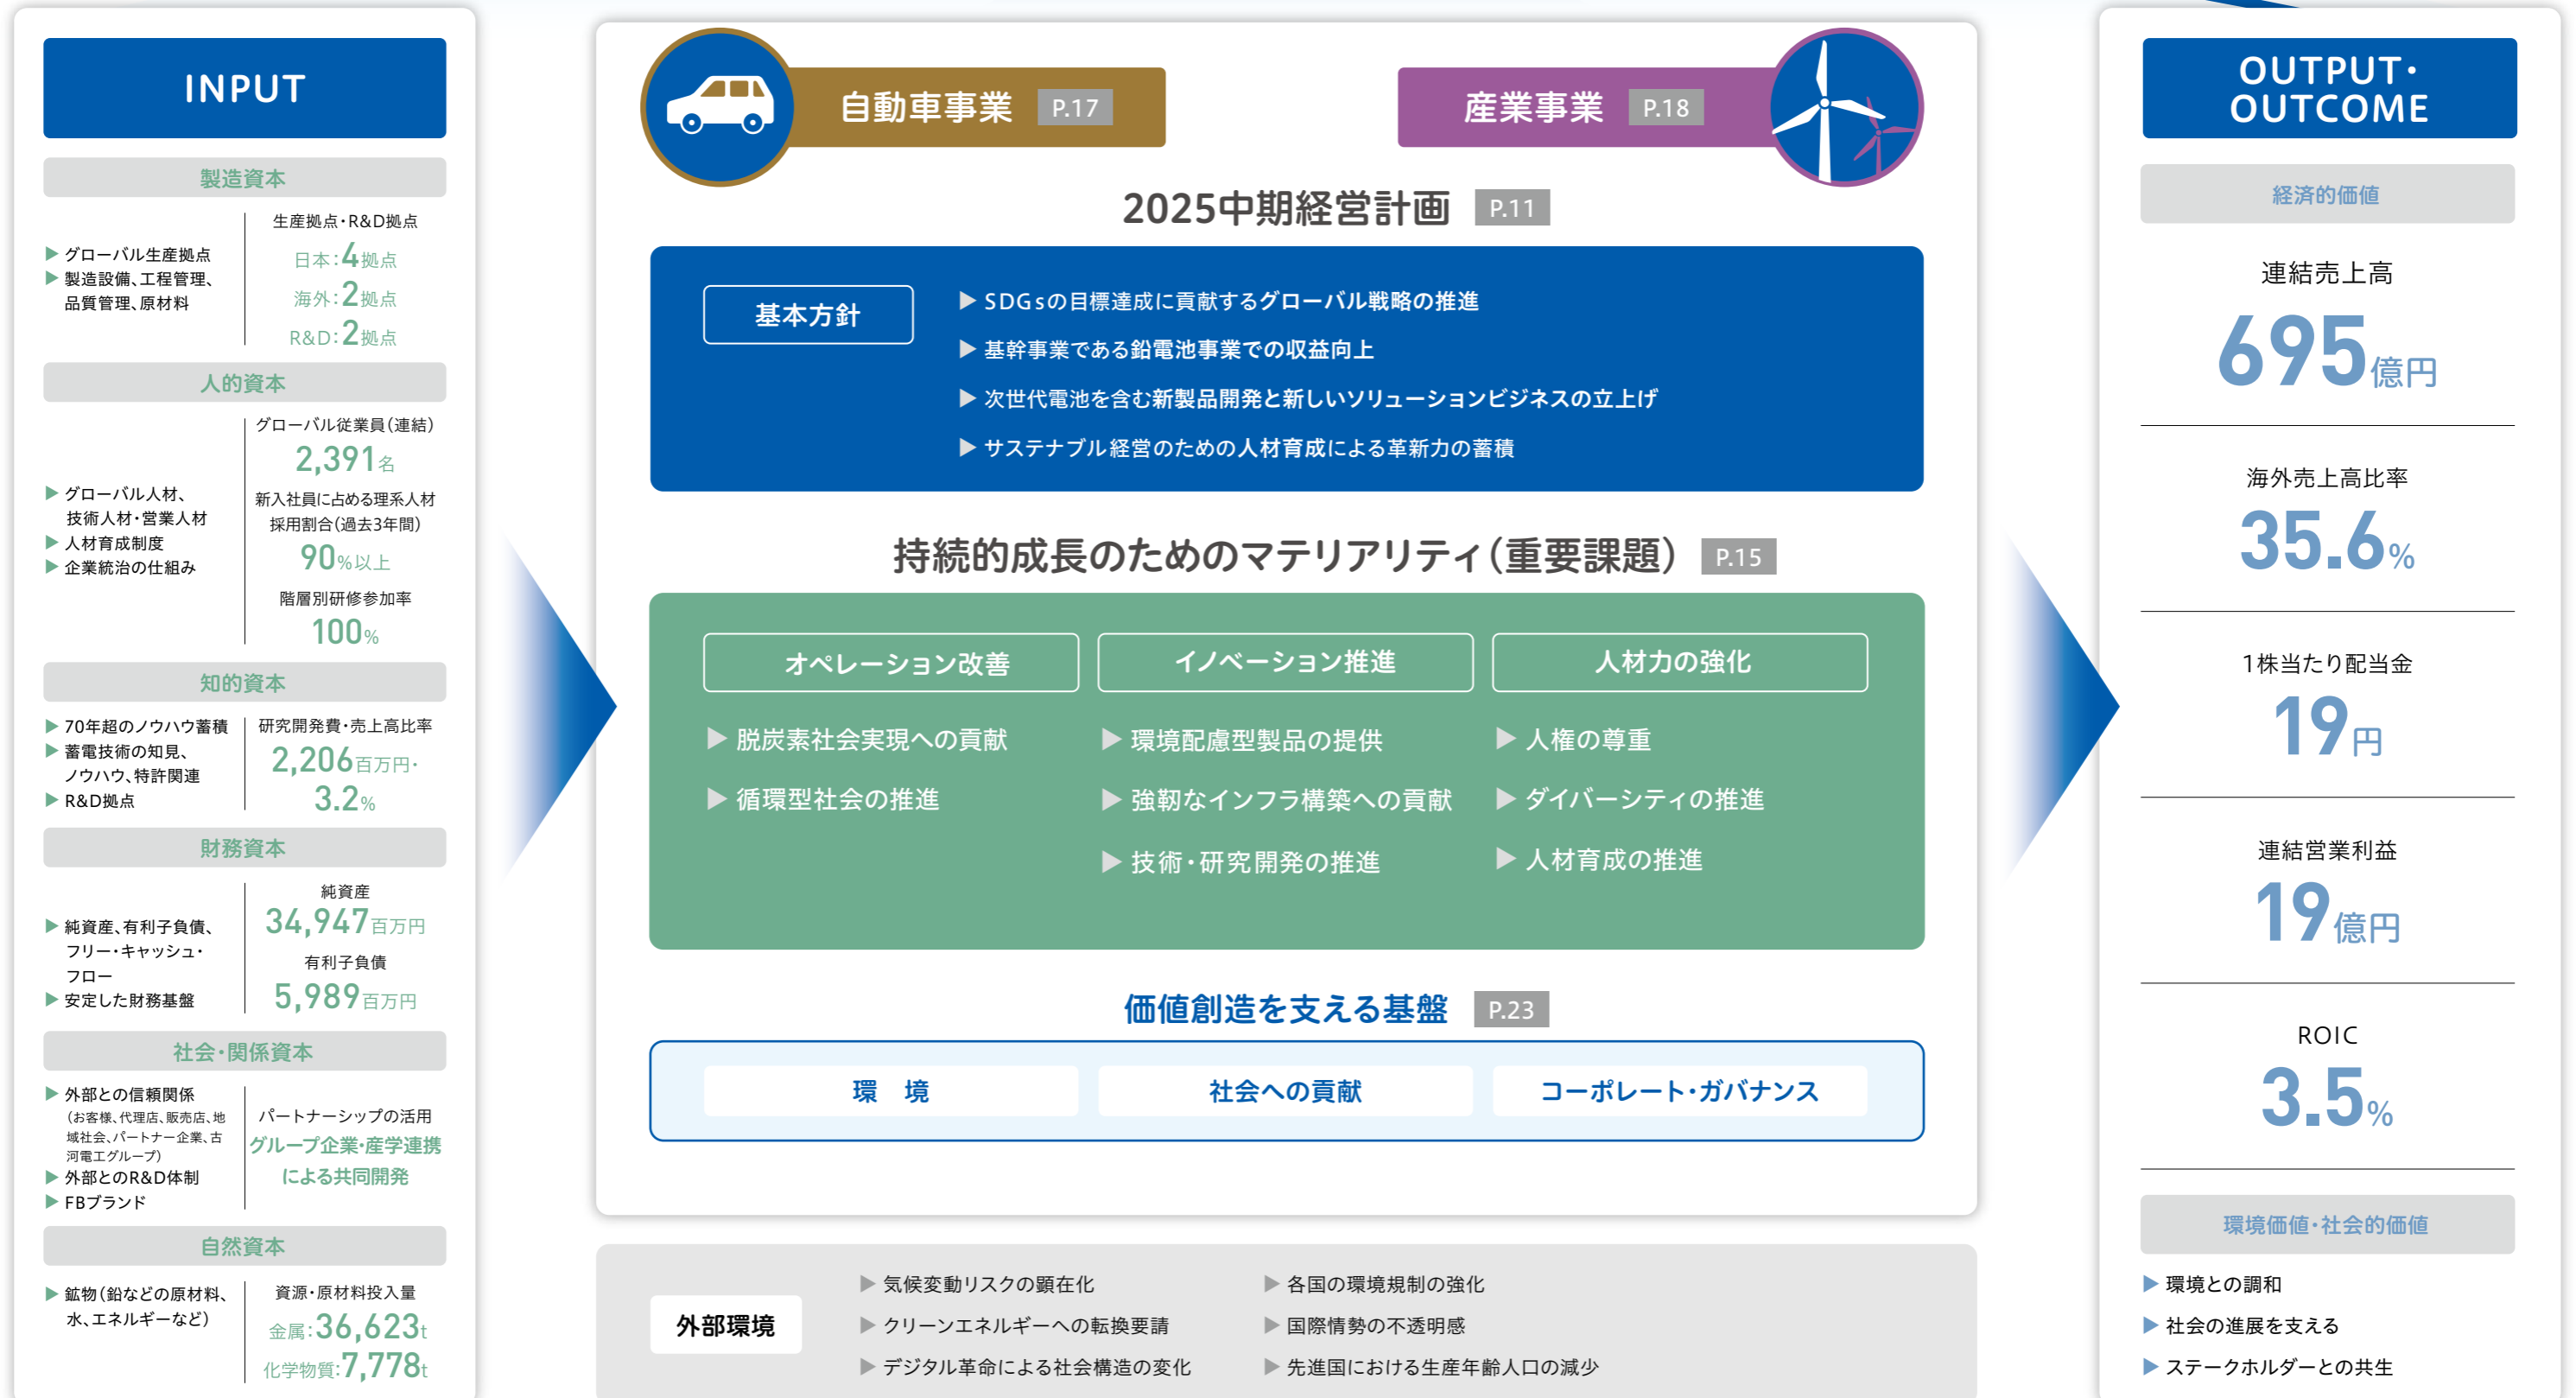 INPUT
製造資本
▶ グローバル生産拠点
▶ 製造設備、工程管理、
品質管理、原材料
生産拠点・R&D拠点
日本：4拠点
海外：2拠点
R&D：2拠点
人的資本
▶ グローバル人材、
技術人材・営業人材
▶ 人材育成制度
▶ 企業統治の仕組み
グローバル従業員（連結）
2,391名
新入社員に占める理系人材
採用割合（過去3年間）
90%以上
階層別研修参加率
100%
知的資本
▶ 70年超のノウハウ蓄積
▶ 蓄電技術の知見、
ノウハウ、特許関連
▶ R&D拠点
研究開発費・売上高比率
2,206百万円・
3.2%
財務資本
▶ 純資産、有利子負債、
フリー・キャッシュ・
フロー
▶ 安定した財務基盤
純資産
34,947百万円
有利子負債
5,989百万円
社会・関係資本
▶ 外部との信頼関係
（お客様、代理店、販売店、地
域社会、パートナー企業、古
河電工グループ）
▶ 外部とのR&D体制
▶ FBブランド
パートナーシップの活用
グループ企業・産学連携
による共同開発
自然資本
▶ 鉱物（鉛などの原材料、
水、エネルギーなど）
資源・原材料投入量
金属：36,623t
化学物質：7,778t
自動車事業 P.17
産業事業 P.18
2025中期経営計画 P.11
基本方針
▶ SDGsの目標達成に貢献するグローバル戦略の推進
▶ 基幹事業である鉛電池事業での収益向上
▶ 次世代電池を含む新製品開発と新しいソリューションビジネスの立上げ
▶ サステナブル経営のための人材育成による革新力の蓄積
持続的成長のためのマテリアリティ（重要課題） P.15
オペレーション改善
▶ 脱炭素社会実現への貢献
▶ 循環型社会の推進
イノベーション推進
▶ 環境配慮型製品の提供
▶ 強靭なインフラ構築への貢献
▶ 技術・研究開発の推進
人材力の強化
▶ 人権の尊重
▶ ダイバーシティの推進
▶ 人材育成の推進
価値創造を支える基盤 P.23
環　境
社会への貢献
コーポレート・ガバナンス
外部環境
▶ 気候変動リスクの顕在化
▶ クリーンエネルギーへの転換要請
▶ デジタル革命による社会構造の変化
▶ 各国の環境規制の強化
▶ 国際情勢の不透明感
▶ 先進国における生産年齢人口の減少
OUTPUT・
OUTCOME
経済的価値
連結売上高
695億円
海外売上高比率
35.6%
1株当たり配当金
19円
連結営業利益
19億円
ROIC
3.5%
環境価値・社会的価値
▶ 環境との調和
▶ 社会の進展を支える
▶ ステークホルダーとの共生